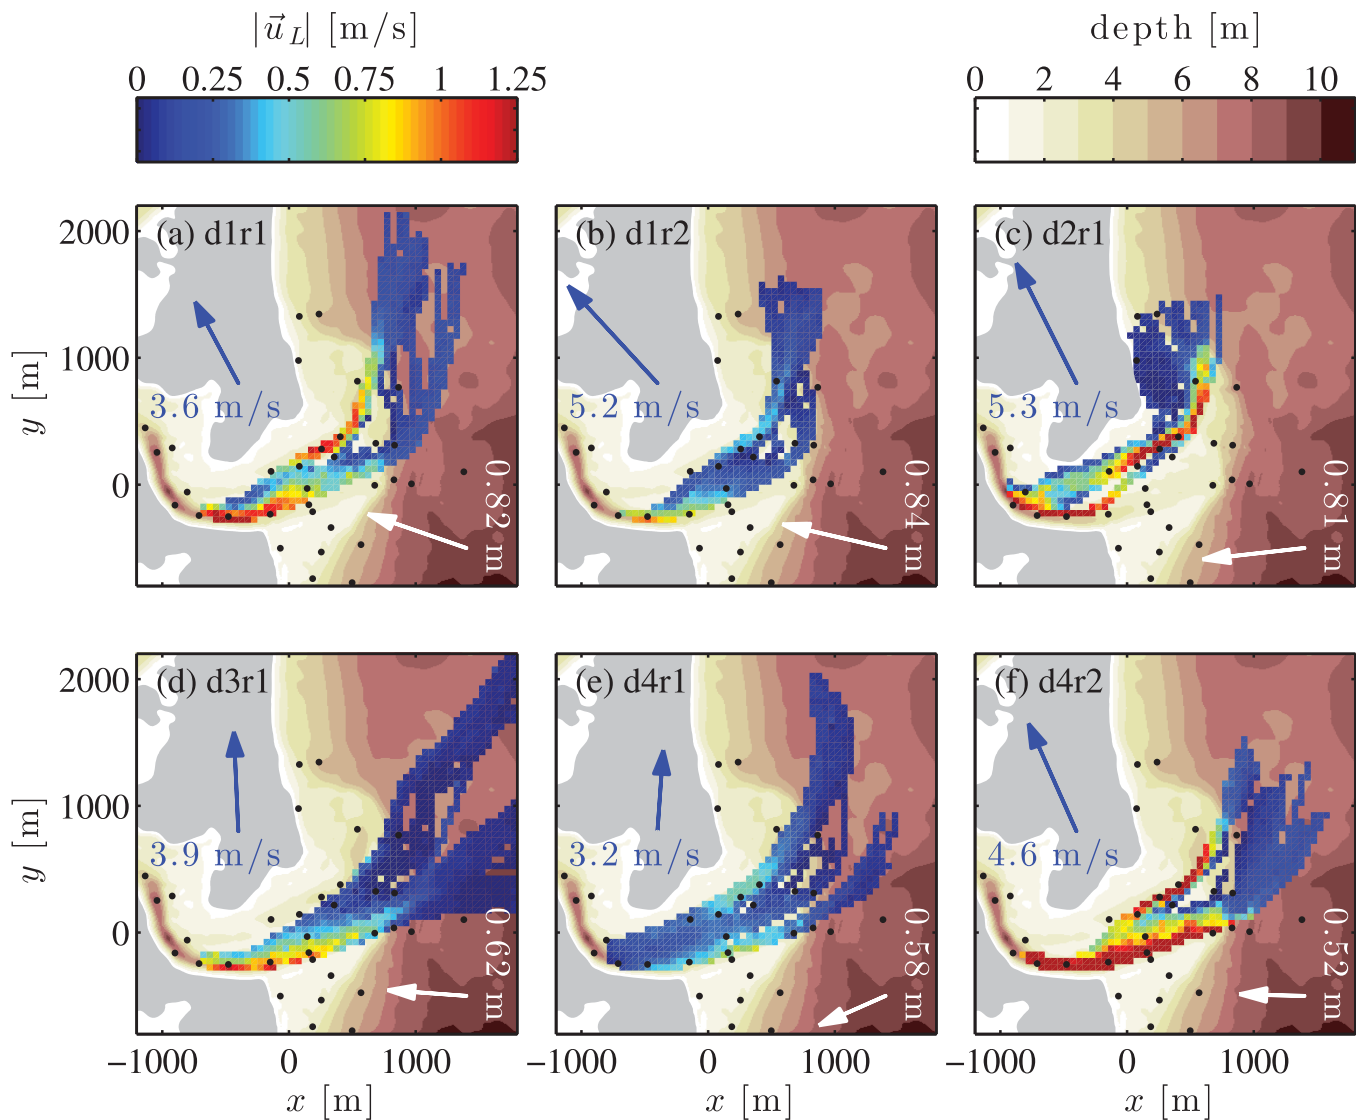 |u⃗_L| [m/s]
0 0.25 0.5 0.75 1 1.25
depth [m]
0 2 4 6 8 10
2000
1000
0
y [m]
(a) d1r1
3.6 m/s
0.82 m
(b) d1r2
5.2 m/s
0.84 m
(c) d2r1
5.3 m/s
0.81 m
2000
1000
0
y [m]
(d) d3r1
3.9 m/s
0.62 m
(e) d4r1
3.2 m/s
0.58 m
(f) d4r2
4.6 m/s
0.52 m
−1000 0 1000
x [m]
−1000 0 1000
x [m]
−1000 0 1000
x [m]